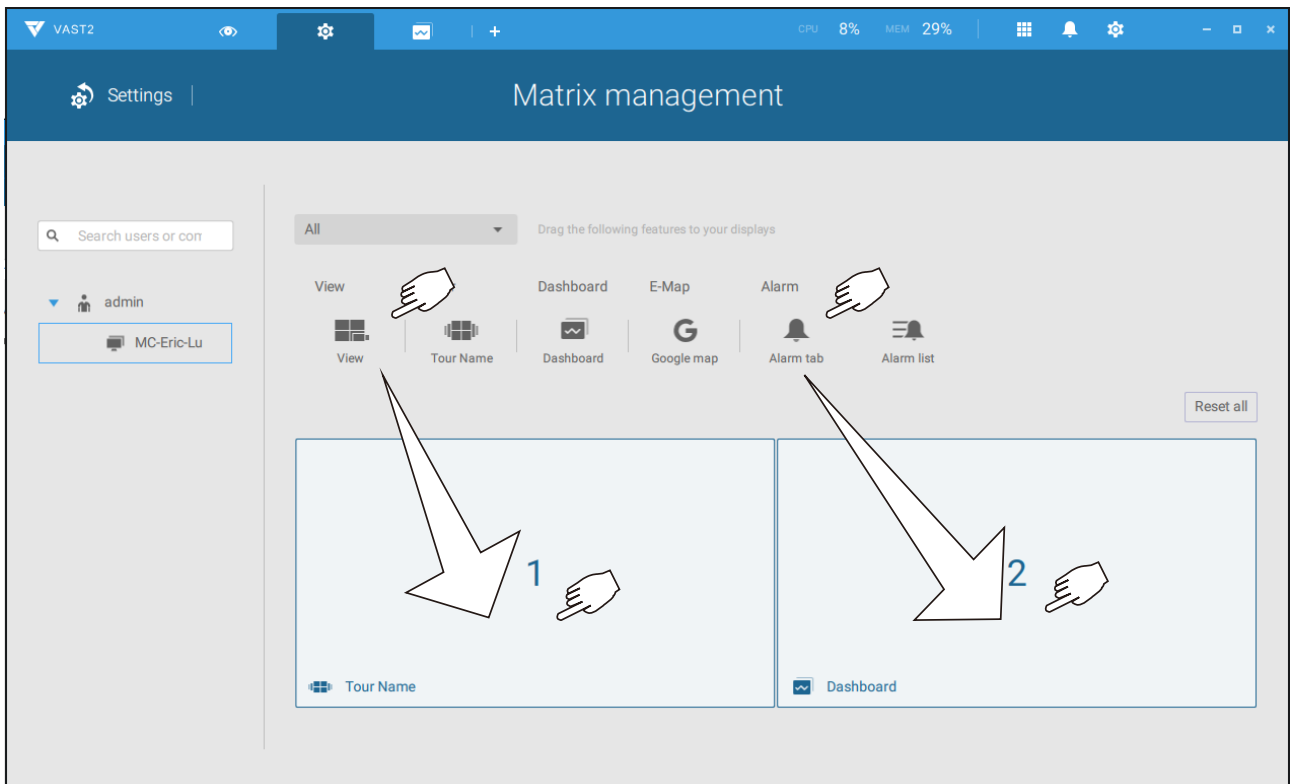 VAST2
CPU 8% MEM 29%
Settings
Matrix management
Search users or com
admin
MC-Eric-Lu
All
Drag the following features to your displays
View Dashboard E-Map Alarm
View Tour Name Dashboard Google map Alarm tab Alarm list
Reset all
1
2
Tour Name
Dashboard